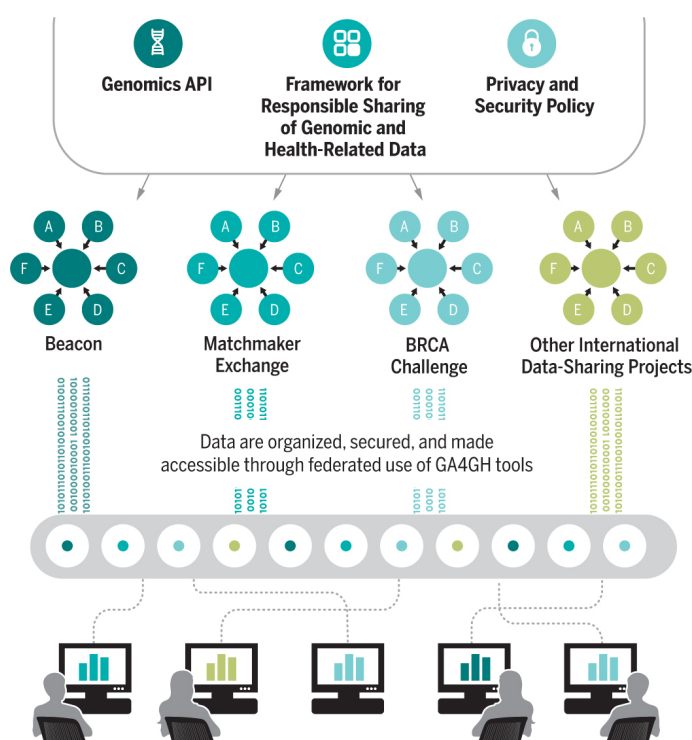 Genomics API
Framework for
Responsible Sharing
of Genomic and
Health-Related Data
Privacy and
Security Policy
A B
F C
E D
Beacon
A B
F C
E D
Matchmaker
Exchange
A B
F C
E D
BRCA
Challenge
A B
F C
E D
Other International
Data-Sharing Projects
Data are organized, secured, and made
accessible through federated use of GA4GH tools